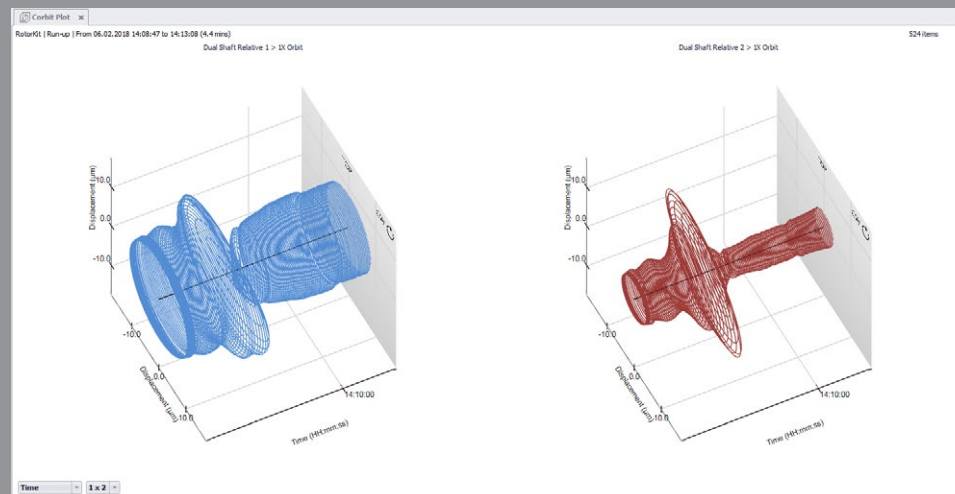 Corbit Plot
RotorKit | Run-up | From 06.02.2018 14:08:47 to 14:13:08 (4.4 mins)
524 items
Dual Shaft Relative 1 > 1X Orbit
Displacement (µm)
10.0
0.0
-10.0
-10.0
0.0
10.0
Displacement (µm)
14:10:00
Time (HH:mm:ss)
Dual Shaft Relative 2 > 1X Orbit
Displacement (µm)
10.0
0.0
-10.0
-10.0
0.0
10.0
Displacement (µm)
14:10:00
Time (HH:mm:ss)
Time
1 x 2